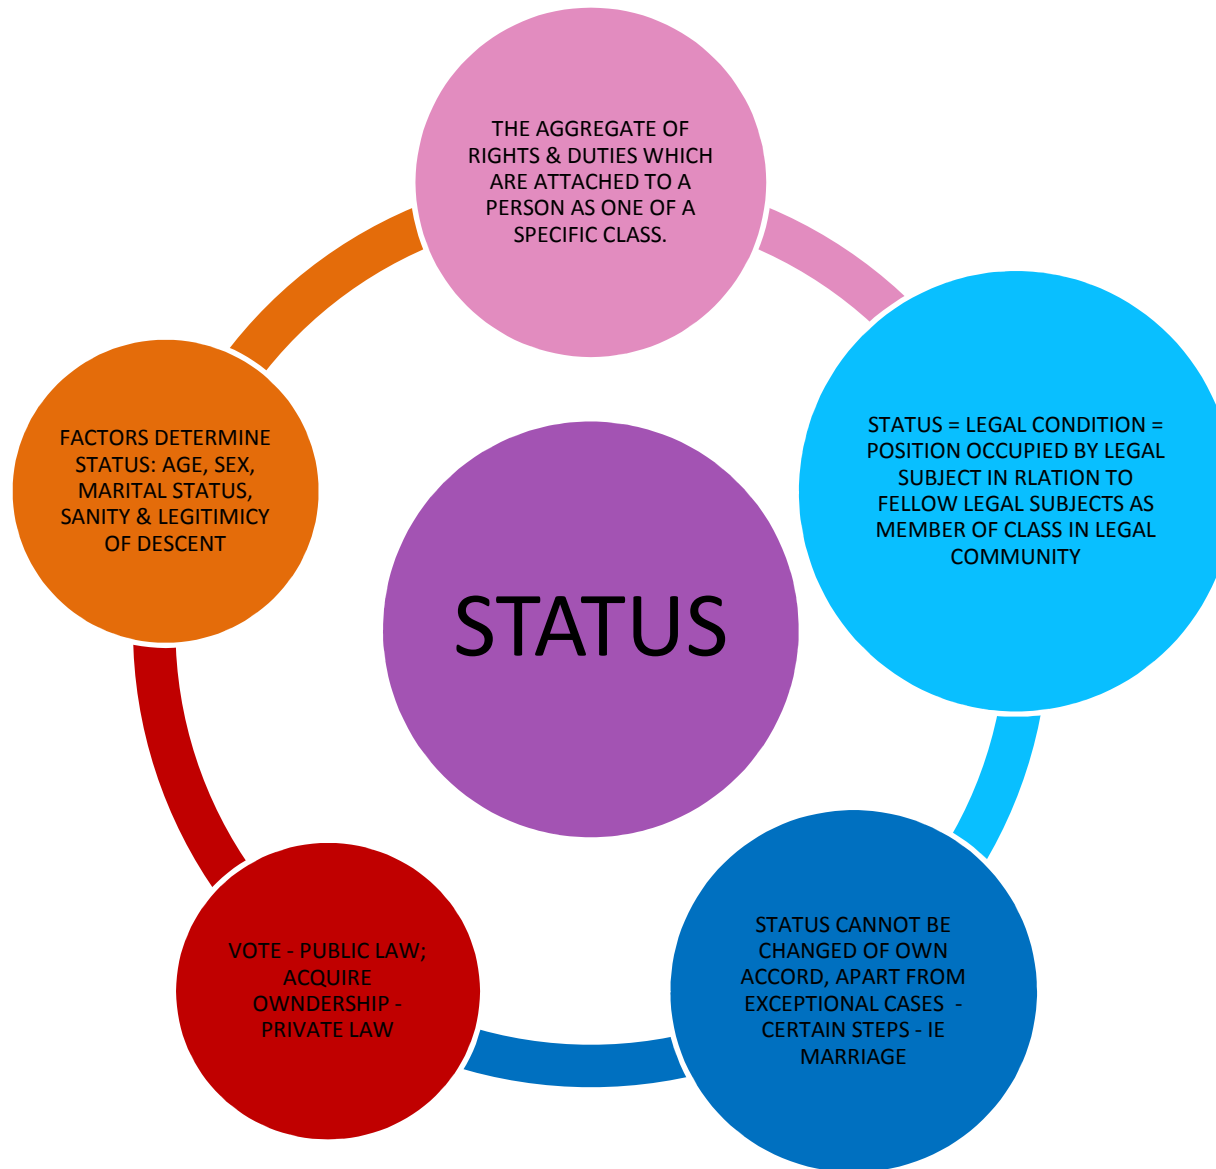 THE AGGREGATE OF
RIGHTS & DUTIES WHICH
ARE ATTACHED TO A
PERSON AS ONE OF A
SPECIFIC CLASS.
STATUS = LEGAL CONDITION =
POSITION OCCUPIED BY LEGAL
SUBJECT IN RLATION TO
FELLOW LEGAL SUBJECTS AS
MEMBER OF CLASS IN LEGAL
COMMUNITY
STATUS CANNOT BE
CHANGED OF OWN
ACCORD, APART FROM
EXCEPTIONAL CASES -
CERTAIN STEPS - IE
MARRIAGE
VOTE - PUBLIC LAW;
ACQUIRE
OWNDERSHIP -
PRIVATE LAW
FACTORS DETERMINE
STATUS: AGE, SEX,
MARITAL STATUS,
SANITY & LEGITIMICY
OF DESCENT
STATUS